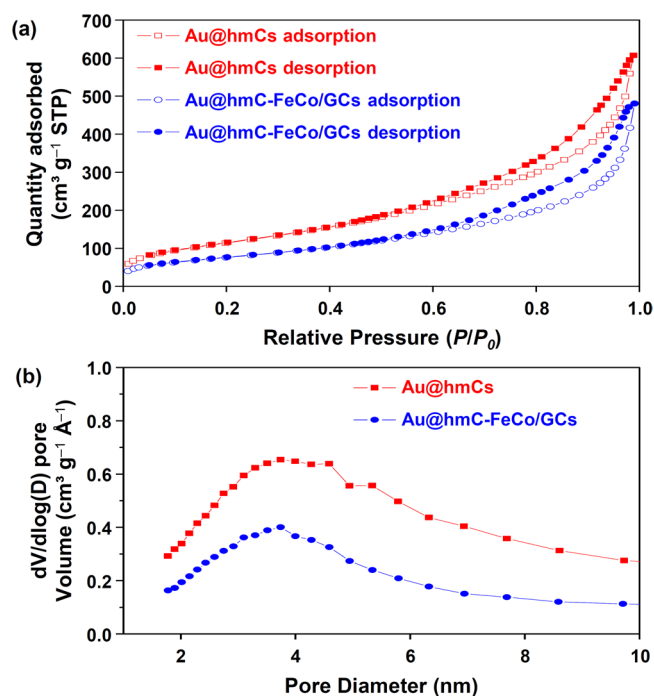 (a)
700
600
500
400
300
200
100
0
Quantity adsorbed
(cm³ g⁻¹ STP)
Au@hmCs adsorption
Au@hmCs desorption
Au@hmC-FeCo/GCs adsorption
Au@hmC-FeCo/GCs desorption
0.0 0.2 0.4 0.6 0.8 1.0
Relative Pressure (P/P₀)
(b)
1.0
0.8
0.6
0.4
0.2
0.0
dV/dlog(D) pore
Volume (cm³ g⁻¹ Å⁻¹)
Au@hmCs
Au@hmC-FeCo/GCs
2 4 6 8 10
Pore Diameter (nm)